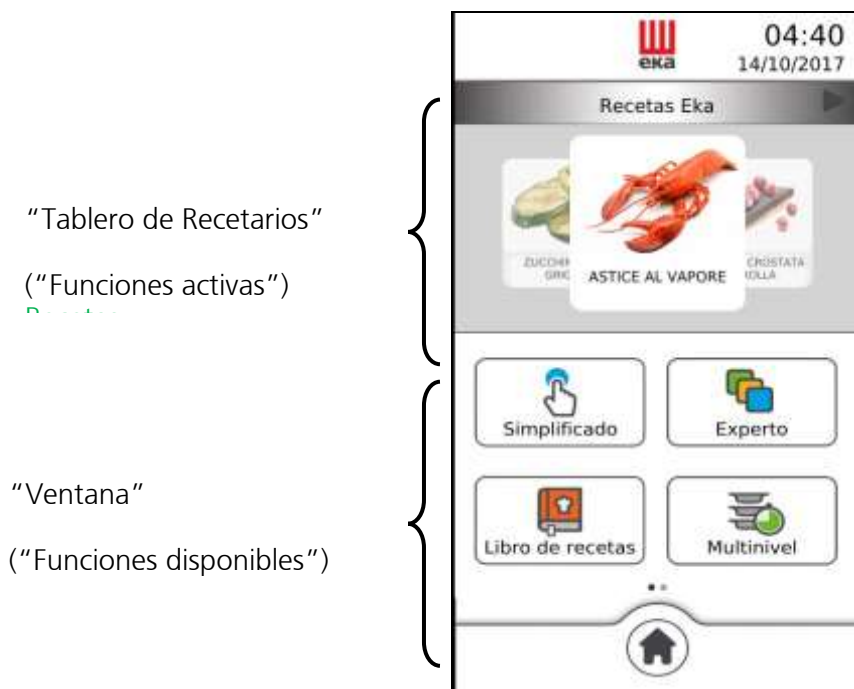 eka
04:40
14/10/2017
Recetas Eka
"Tablero de Recetarios"
("Funciones activas")
ASTICE AL VAPORE
CROSTATA
"Ventana"
("Funciones disponibles")
Simplificado
Experto
Libro de recetas
Multinivel